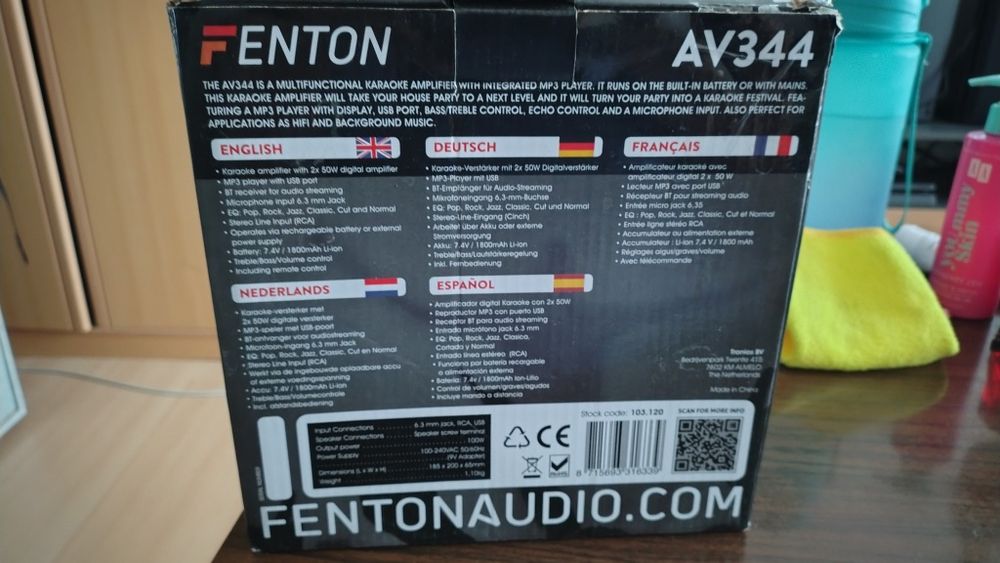 FENTON
AV344
THE AV344 IS A MULTIFUNCTIONAL KARAOKE AMPLIFIER WITH INTEGRATED MP3 PLAYER. IT RUNS ON THE BUILT-IN BATTERY OR WITH MAINS.
THIS KARAOKE AMPLIFIER WILL TAKE YOUR HOUSE PARTY TO A NEXT LEVEL AND IT WILL TURN YOUR PARTY INTO A KARAOKE FESTIVAL. FEA-
TURING A MP3 PLAYER WITH DISPLAY, USB PORT, BASS/TREBLE CONTROL, ECHO CONTROL AND A MICROPHONE INPUT. ALSO PERFECT FOR
APPLICATIONS AS HIFI AND BACKGROUND MUSIC.
ENGLISH
• Karaoke amplifier with 2x 50W digital amplifier
• MP3 player with USB port
• BT receiver for audio streaming
• Microphone input 6.3 mm Jack
• EQ: Pop, Rock, Jazz, Classic, Cut and Normal
• Stereo Line Input (RCA)
• Operates via rechargeable battery or external
power supply
• Battery: 7.4V / 1800mAh Li-ion
• Treble/Bass/Volume control
• Including remote control
DEUTSCH
• Karaoke-Verstärker mit 2x 50W Digitalverstärker
• MP3-Player mit USB
• BT-Empfänger für Audio-Streaming
• Mikrofoneingang 6.3-mm-Buchse
• EQ: Pop, Rock, Jazz, Classic, Cut und Normal
• Stereo-Line-Eingang (Cinch)
• Arbeitet über Akku oder externe
Stromversorgung
• Akku: 7.4V / 1800mAh Li-ion
• Treble/Bass/Lautstärkeregelung
• Inkl. Fernbedienung
FRANÇAIS
• Amplificateur karaoké avec
amplificateur digital 2 x 50 W
• Lecteur MP3 avec port USB
• Récepteur BT pour streaming audio
• Entrée micro jack 6,35
• EQ : Pop, Rock, Jazz, Classic, Cut et Normal
• Entrée ligne stéréo RCA
• Accumulateur ou alimentation externe
• Accumulateur : Li-ion 7,4 V / 1800 mAh
• Réglages aigus/graves/volume
• Avec télécommande
NEDERLANDS
• Karaoke-versterker met
2x 50W digitale versterker
• MP3-speler met USB-poort
• BT-ontvanger voor audiostreaming
• Microfoon-ingang 6.3 mm Jack
• EQ: Pop, Rock, Jazz, Classic, Cut en Normal
• Stereo Line Input (RCA)
• Werkt via de ingebouwde oplaadbare accu
of externe voedingsspanning
• Accu: 7.4V / 1800mAh Li-ion
• Treble/Bass/Volumecontrole
• Incl. afstandsbediening
ESPAÑOL
• Amplificador digital Karaoke con 2x 50W
• Reproductor MP3 con puerto USB
• Receptor BT para audio streaming
• Entrada micrófono jack 6.3 mm
• EQ: Pop, Rock, Jazz, Clasica,
Cortada y Normal
• Entrada línea estéreo (RCA)
• Funciona por batería recargable
o alimentación externa
• Batería: 7.4v / 1800mAh Ion-Litio
• Control de volumen/graves/agudos
• Incluye mando a distancia
Tronios BV
Bedrijvenpark Twente 415
7602 KM ALMELO
The Netherlands
Made in China
Input Connections 6.3 mm Jack, RCA, USB
Speaker Connections Speaker screw terminal
Output power 100W
Power Supply 100-240VAC 50/60Hz
(9V Adapter)
Dimensions (L x W x H) 185 x 200 x 65mm
Weight 1,10kg
Stock code: 103.120
SCAN FOR MORE INFO
CE
8 715693 316339
FENTONAUDIO.COM
Mommy
Skin